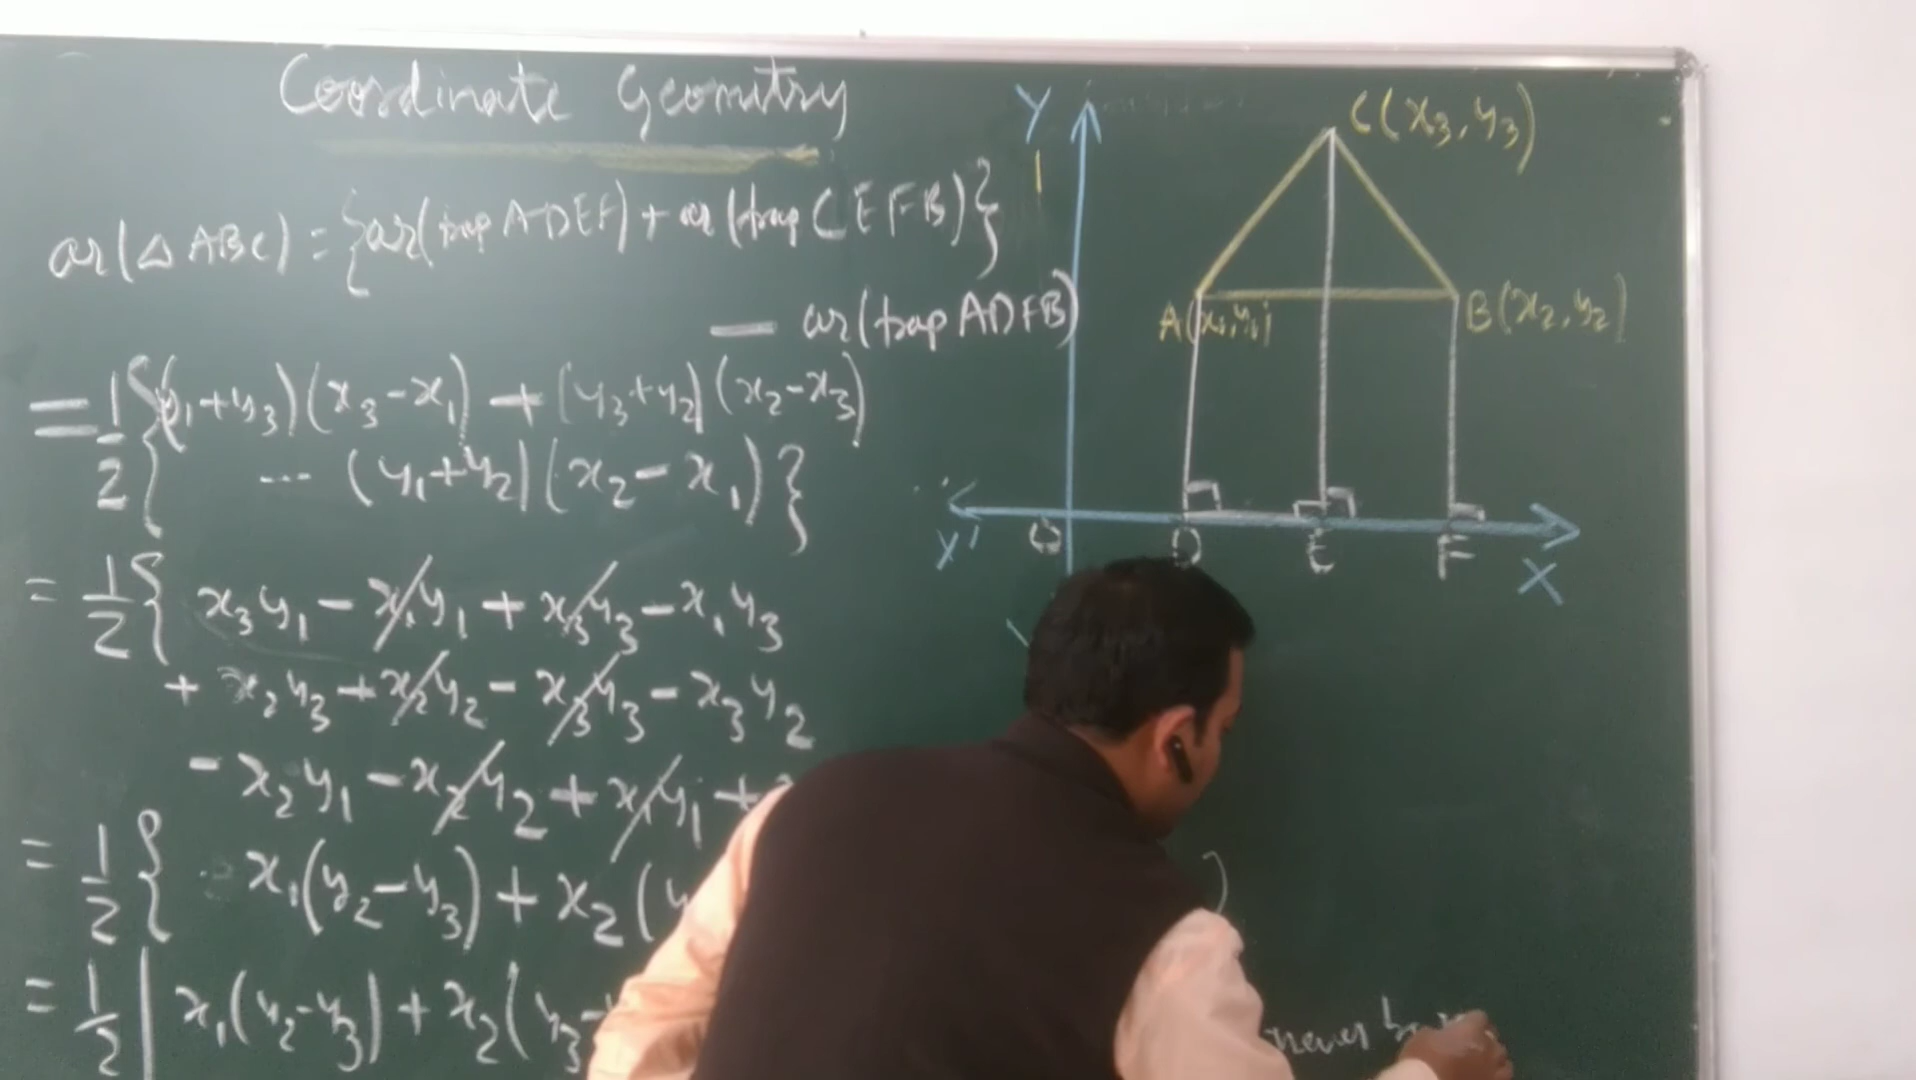 Coordinate Geometry
ar(△ABC) = {ar(trap ADEF) + ar(trap CEFB)}
— ar(trap ADFB)
= 1/2 {(y₁+y₃)(x₃-x₁) + (y₃+y₂)(x₂-x₃)
... (y₁+y₂)(x₂-x₁)}
= 1/2 { x₃y₁ - x₁y₁ + x₃y₃ - x₁y₃
+ x₂y₃ + x₂y₂ - x₃y₃ - x₃y₂
- x₂y₁ - x₂y₂ + x₁y₁ +
= 1/2 { x₁(y₂-y₃) + x₂(y
= 1/2 | x₁(y₂-y₃) + x₂(y₃-
Y
C(x₃,y₃)
A(x₁,y₁)
B(x₂,y₂)
X' O D E F X
)
never